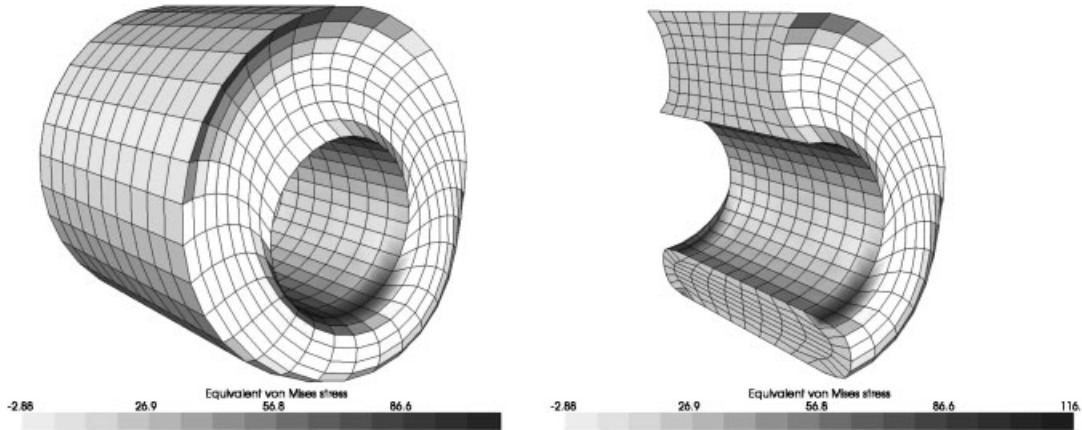 Equivalent von Mises stress
-2.88 26.9 56.8 86.6
Equivalent von Mises stress
-2.88 26.9 56.8 86.6 116.